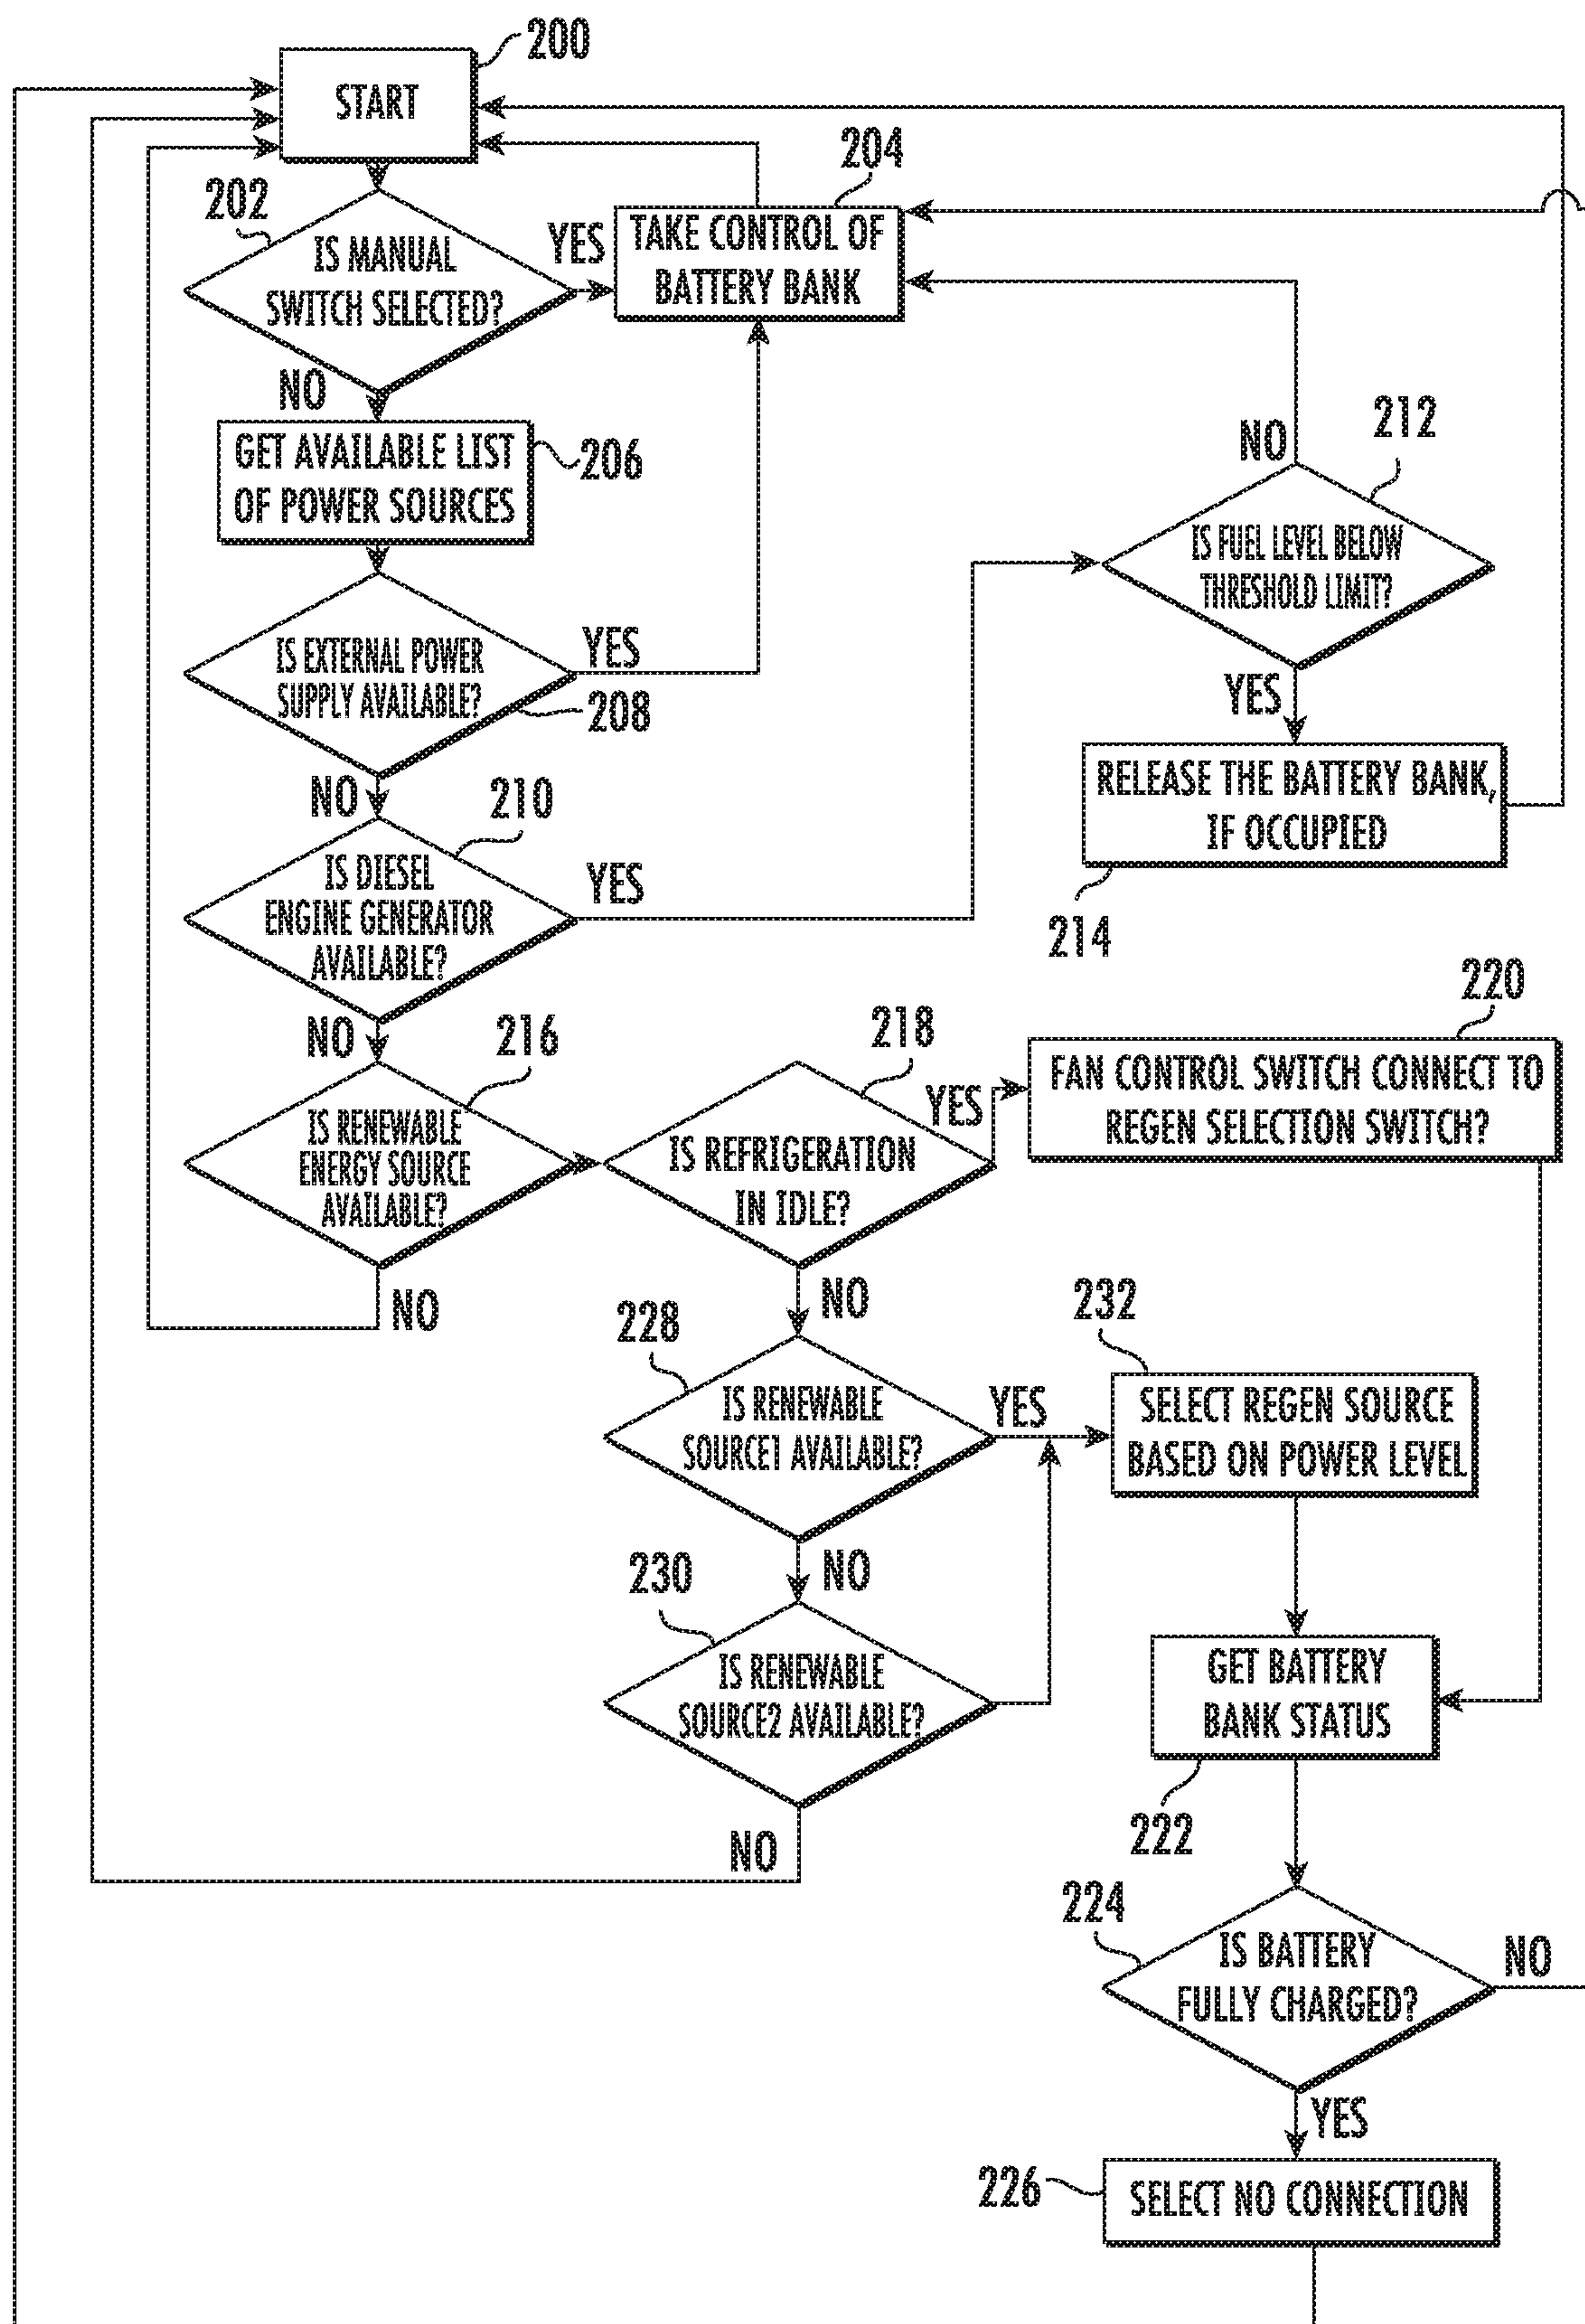 200
START
204
202
IS MANUAL
SWITCH SELECTED?
YES
TAKE CONTROL OF
BATTERY BANK
NO
GET AVAILABLE LIST
OF POWER SOURCES
206
212
NO
IS FUEL LEVEL BELOW
THRESHOLD LIMIT?
IS EXTERNAL POWER
SUPPLY AVAILABLE?
YES
208
YES
RELEASE THE BATTERY BANK,
IF OCCUPIED
214
NO
210
IS DIESEL
ENGINE GENERATOR
AVAILABLE?
YES
NO
216
218
220
IS RENEWABLE
ENERGY SOURCE
AVAILABLE?
IS REFRIGERATION
IN IDLE?
YES
FAN CONTROL SWITCH CONNECT TO
REGEN SELECTION SWITCH?
NO
NO
228
232
IS RENEWABLE
SOURCE1 AVAILABLE?
YES
SELECT REGEN SOURCE
BASED ON POWER LEVEL
NO
230
IS RENEWABLE
SOURCE2 AVAILABLE?
GET BATTERY
BANK STATUS
222
NO
224
IS BATTERY
FULLY CHARGED?
NO
YES
226
SELECT NO CONNECTION